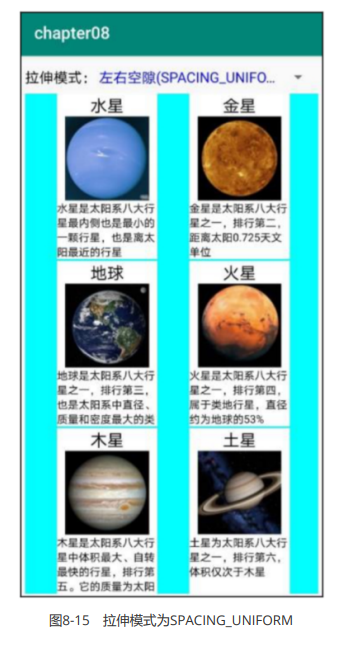 chapter08
拉伸模式： 左右空隙(SPACING_UNIFO...
水星 金星
水星是太阳系八大行
星最内侧也是最小的
一颗行星，也是离太
阳最近的行星
金星是太阳系八大行
星之一，排行第二，
距离太阳0.725天文
单位
地球 火星
地球是太阳系八大行
星之一，排行第三，
也是太阳系中直径、
质量和密度最大的类
火星是太阳系八大行
星之一，排行第四，
属于类地行星，直径
约为地球的53%
木星 土星
木星是太阳系八大行
星中体积最大、自转
最快的行星，排行第
五。它的质量为太阳
土星为太阳系八大行
星之一，排行第六，
体积仅次于木星
图8-15 拉伸模式为SPACING_UNIFORM